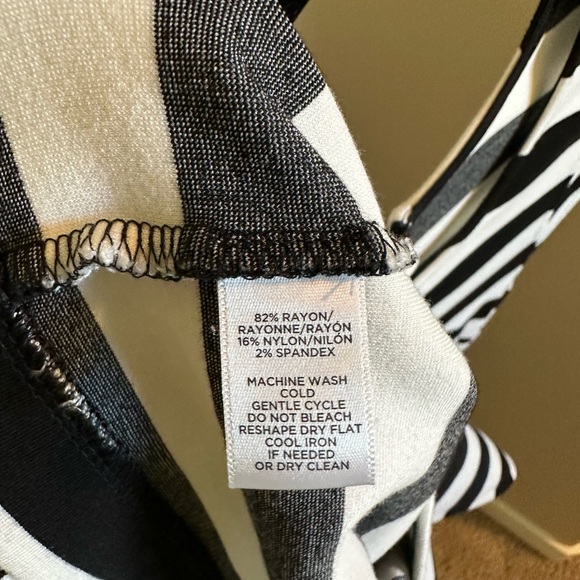 82% RAYON/
RAYONNE/RAYÓN
16% NYLON/NILÓN
2% SPANDEX
MACHINE WASH
COLD
GENTLE CYCLE
DO NOT BLEACH
RESHAPE DRY FLAT
COOL IRON
IF NEEDED
OR DRY CLEAN